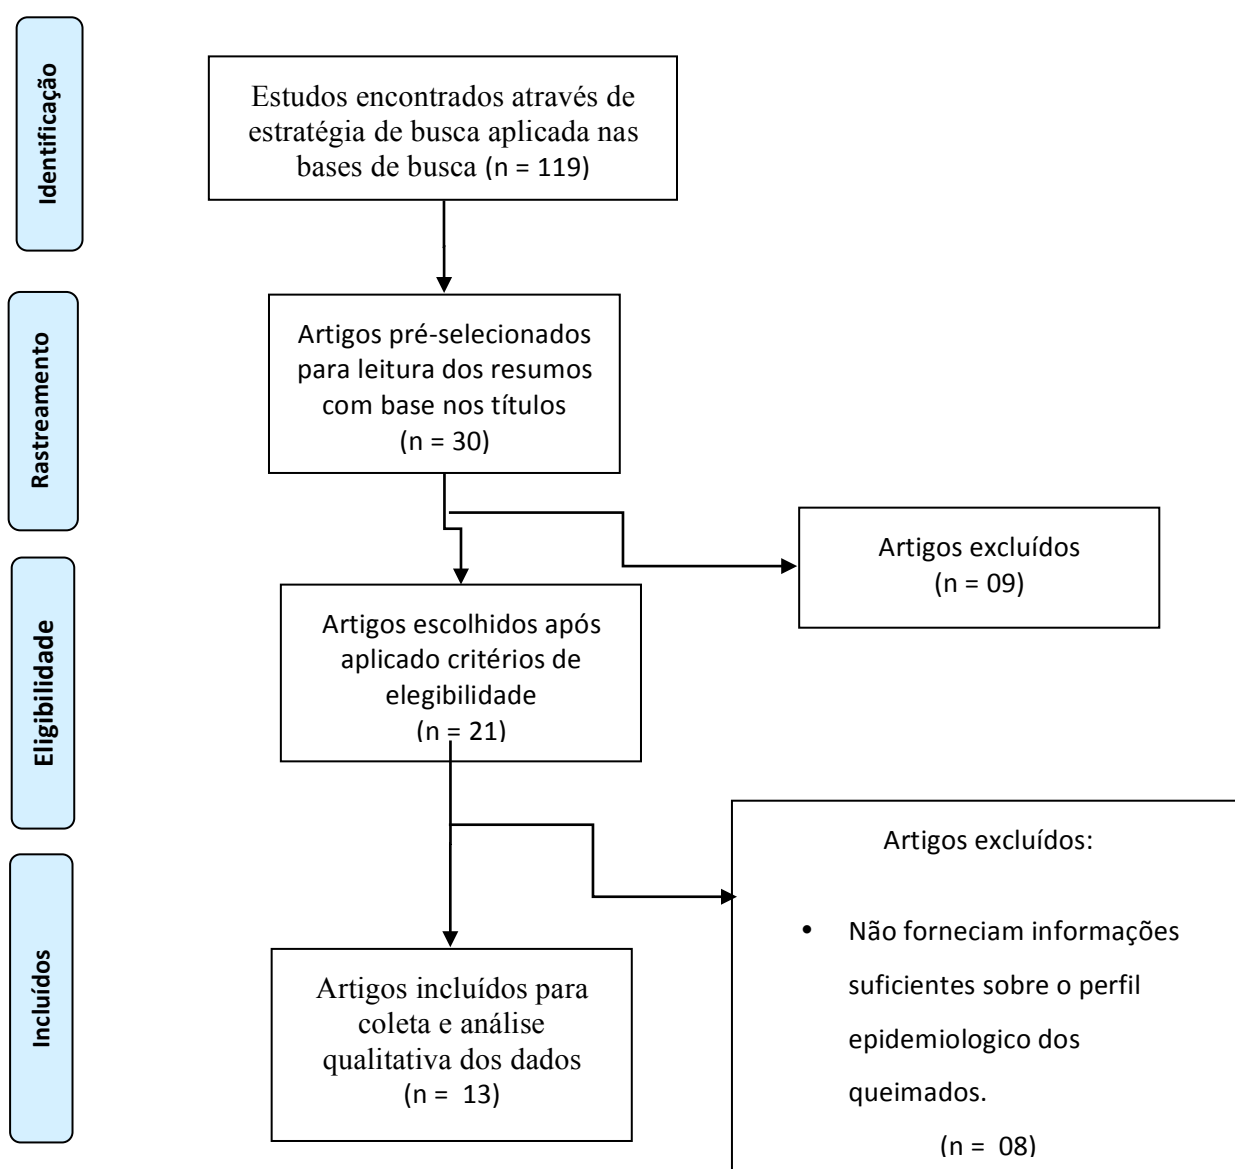 Identificação
Estudos encontrados através de
estratégia de busca aplicada nas
bases de busca (n = 119)
Rastreamento
Artigos pré-selecionados
para leitura dos resumos
com base nos títulos
(n = 30)
Artigos excluídos
(n = 09)
Eligibilidade
Artigos escolhidos após
aplicado critérios de
elegibilidade
(n = 21)
Artigos excluídos:
• Não forneciam informações
suficientes sobre o perfil
epidemiologico dos
queimados.
(n = 08)
Incluídos
Artigos incluídos para
coleta e análise
qualitativa dos dados
(n = 13)